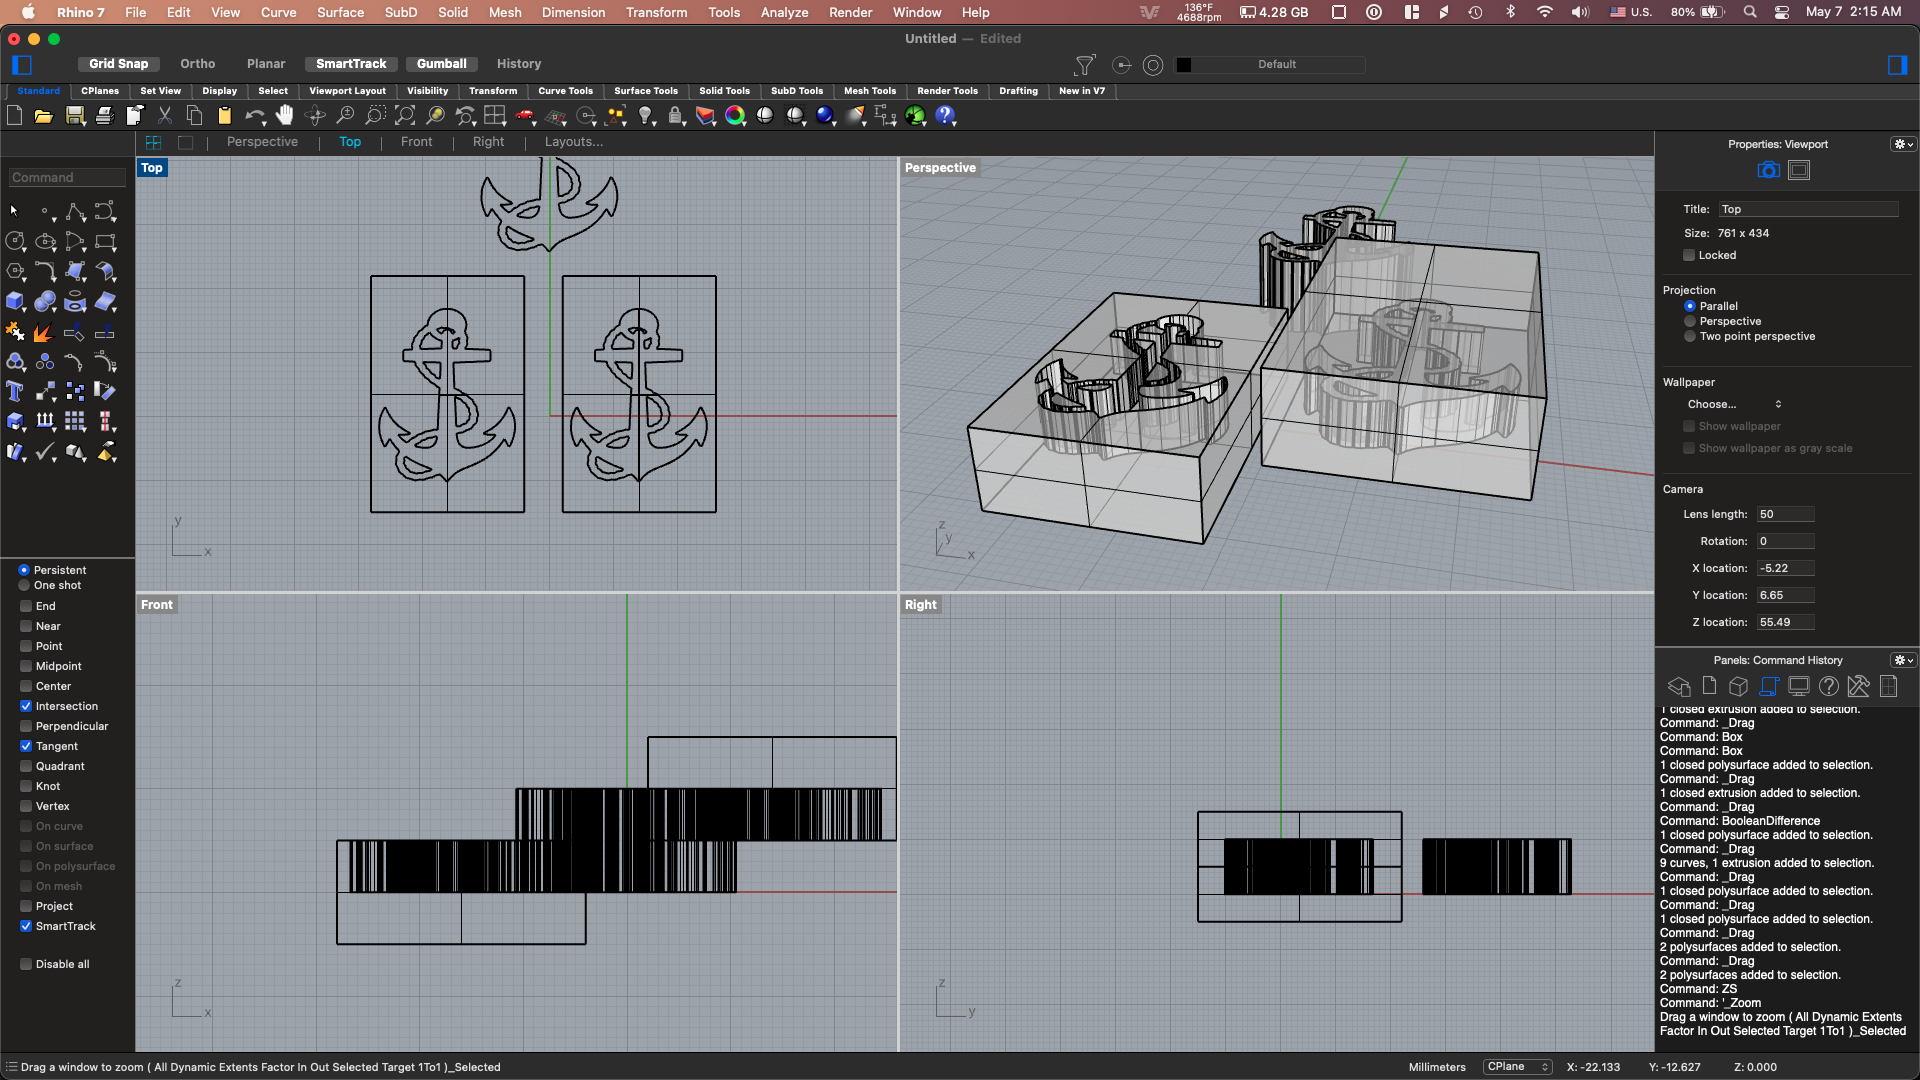 Rhino 7 File Edit View Curve Surface SubD Solid Mesh Dimension Transform Tools Analyze Render Window Help 136°F 4688rpm 4.28 GB U.S. 80% May 7 2:15 AM
Untitled — Edited
Grid Snap Ortho Planar SmartTrack Gumball History Default
Standard CPlanes Set View Display Select Viewport Layout Visibility Transform Curve Tools Surface Tools Solid Tools SubD Tools Mesh Tools Render Tools Drafting New in V7
Perspective Top Front Right Layouts...
Command
Persistent
One shot
End
Near
Point
Midpoint
Center
Intersection
Perpendicular
Tangent
Quadrant
Knot
Vertex
On curve
On surface
On polysurface
On mesh
Project
SmartTrack
Disable all
Top
y
x
Perspective
z
y
x
Front
z
x
Right
z
y
Properties: Viewport
Title: Top
Size: 761 x 434
Locked
Projection
Parallel
Perspective
Two point perspective
Wallpaper
Choose...
Show wallpaper
Show wallpaper as gray scale
Camera
Lens length: 50
Rotation: 0
X location: -5.22
Y location: 6.65
Z location: 55.49
Panels: Command History
1 closed extrusion added to selection.
Command: _Drag
Command: Box
Command: Box
1 closed polysurface added to selection.
Command: _Drag
1 closed extrusion added to selection.
Command: _Drag
Command: BooleanDifference
1 closed polysurface added to selection.
Command: _Drag
9 curves, 1 extrusion added to selection.
Command: _Drag
1 closed polysurface added to selection.
Command: _Drag
1 closed polysurface added to selection.
Command: _Drag
2 polysurfaces added to selection.
Command: _Drag
2 polysurfaces added to selection.
Command: ZS
Command: '_Zoom
Drag a window to zoom ( All Dynamic Extents
Factor In Out Selected Target 1To1 )_Selected
Drag a window to zoom ( All Dynamic Extents Factor In Out Selected Target 1To1 )_Selected Millimeters CPlane X: -22.133 Y: -12.627 Z: 0.000